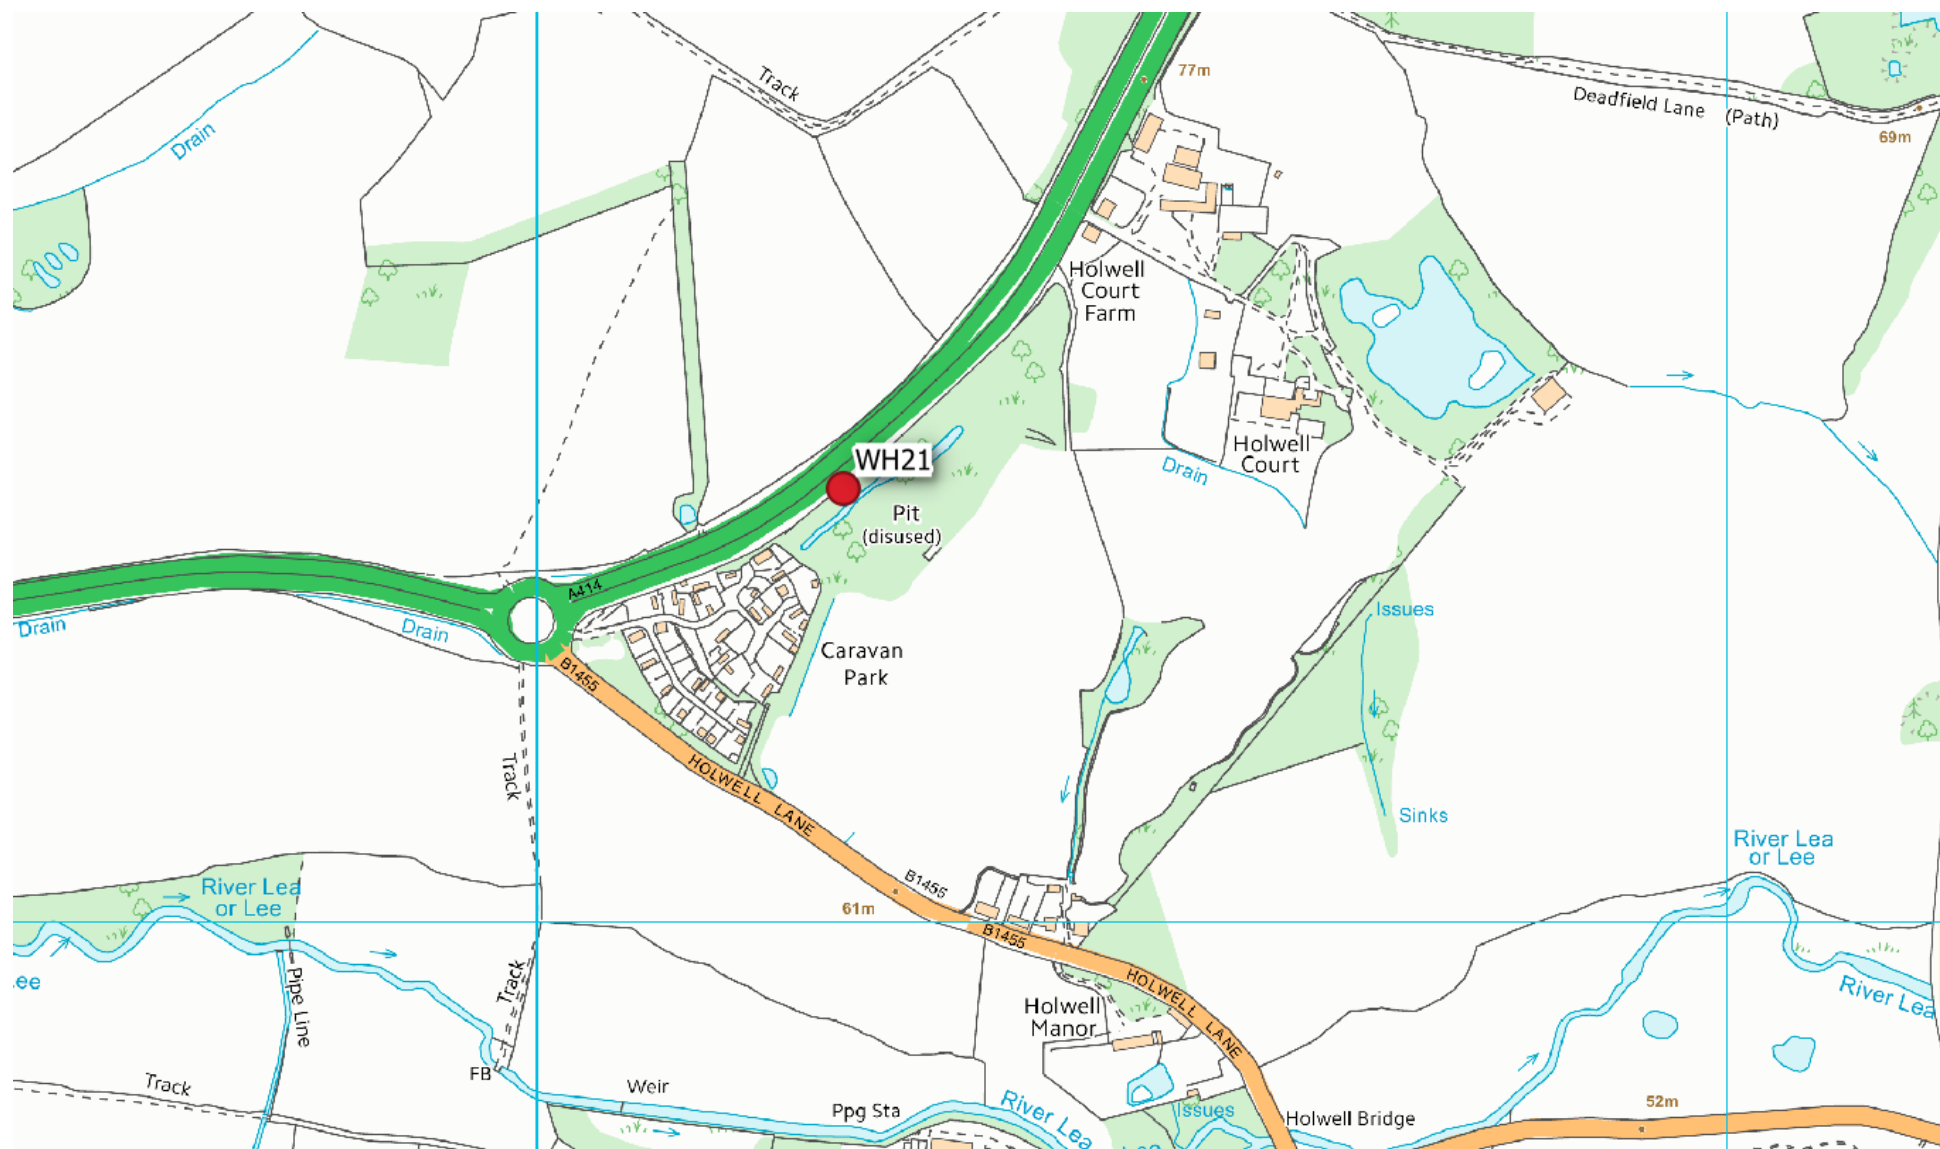 77m
Track
Deadfield Lane (Path)
69m
Drain
Holwell
Court
Farm
WH21
Holwell
Court
Drain
Pit
(disused)
A414
Issues
Drain
Drain
Caravan
Park
B1455
Track
HOLWELL LANE
Sinks
River Lea
or Lee
River Lea
or Lee
B1455
61m
B1455
Track
Lee
Pipe Line
HOLWELL LANE
River Lea
Holwell
Manor
FB
Track
Weir
Ppg Sta
River Lea
Issues
Holwell Bridge
52m